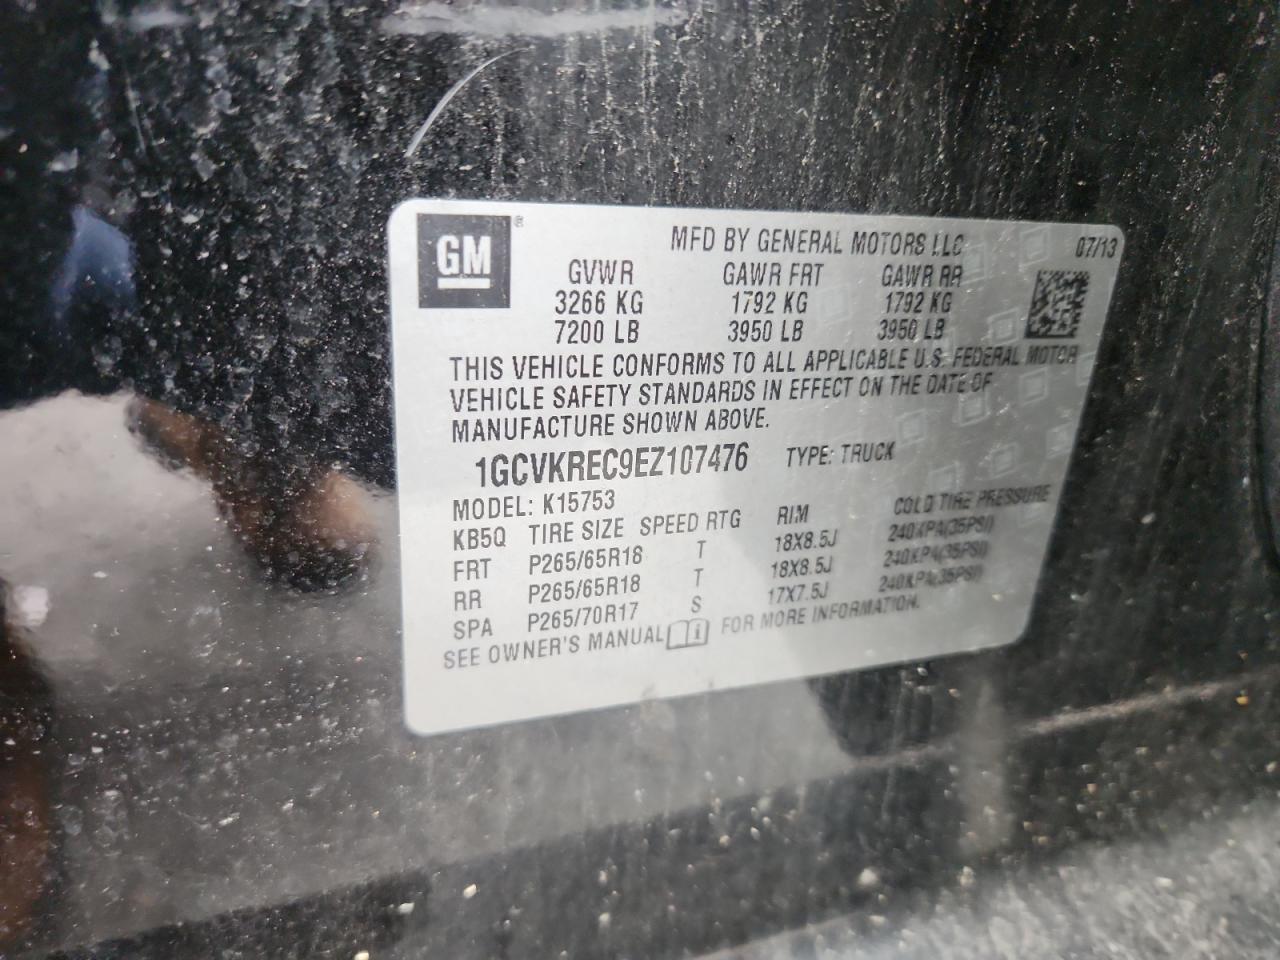 GM®
MFD BY GENERAL MOTORS LLC 07/13
GVWR GAWR FRT GAWR RR
3266 KG 1792 KG 1792 KG
7200 LB 3950 LB 3950 LB
THIS VEHICLE CONFORMS TO ALL APPLICABLE U.S. FEDERAL MOTOR
VEHICLE SAFETY STANDARDS IN EFFECT ON THE DATE OF
MANUFACTURE SHOWN ABOVE.
1GCVKREC9EZ107476 TYPE: TRUCK
MODEL: K15753
KB5Q TIRE SIZE SPEED RTG RIM COLD TIRE PRESSURE
FRT P265/65R18 T 18X8.5J 240KPA(35PSI)
RR P265/65R18 T 18X8.5J 240KPA(35PSI)
SPA P265/70R17 S 17X7.5J 240KPA(35PSI)
SEE OWNER'S MANUAL FOR MORE INFORMATION.